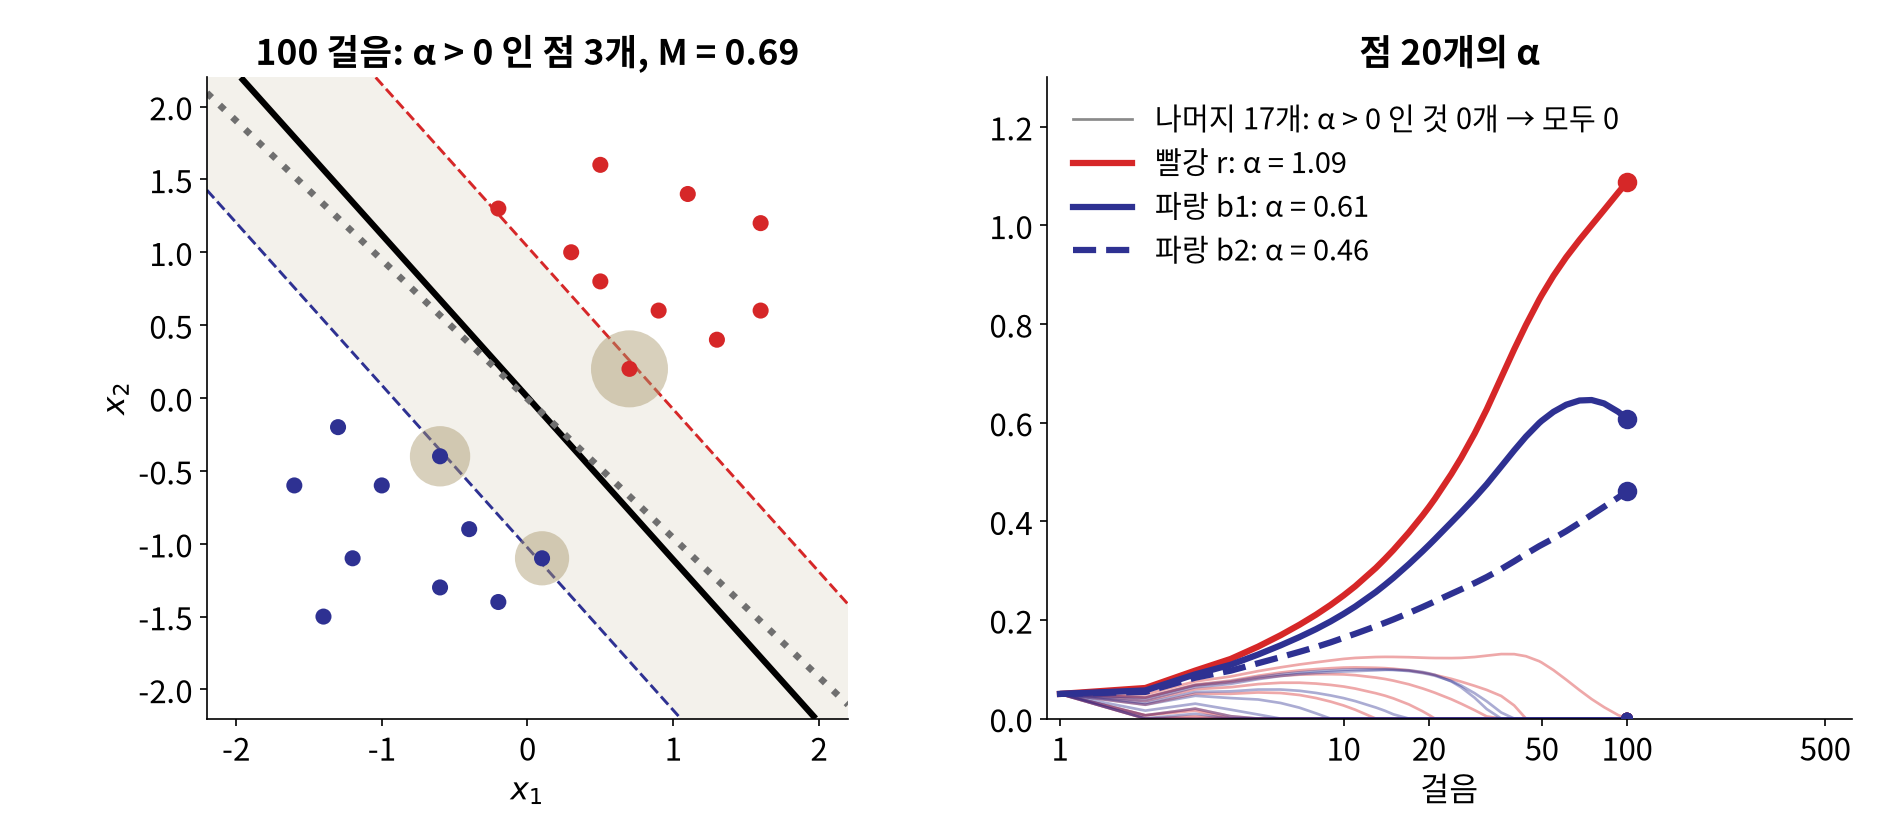 100 걸음: α > 0 인 점 3개, M = 0.69
2.0
1.5
1.0
0.5
0.0
-0.5
-1.0
-1.5
-2.0
x₂
-2 -1 0 1 2
x₁
점 20개의 α
나머지 17개: α > 0 인 것 0개 → 모두 0
빨강 r: α = 1.09
파랑 b1: α = 0.61
파랑 b2: α = 0.46
1.2
1.0
0.8
0.6
0.4
0.2
0.0
1 10 20 50 100 500
걸음